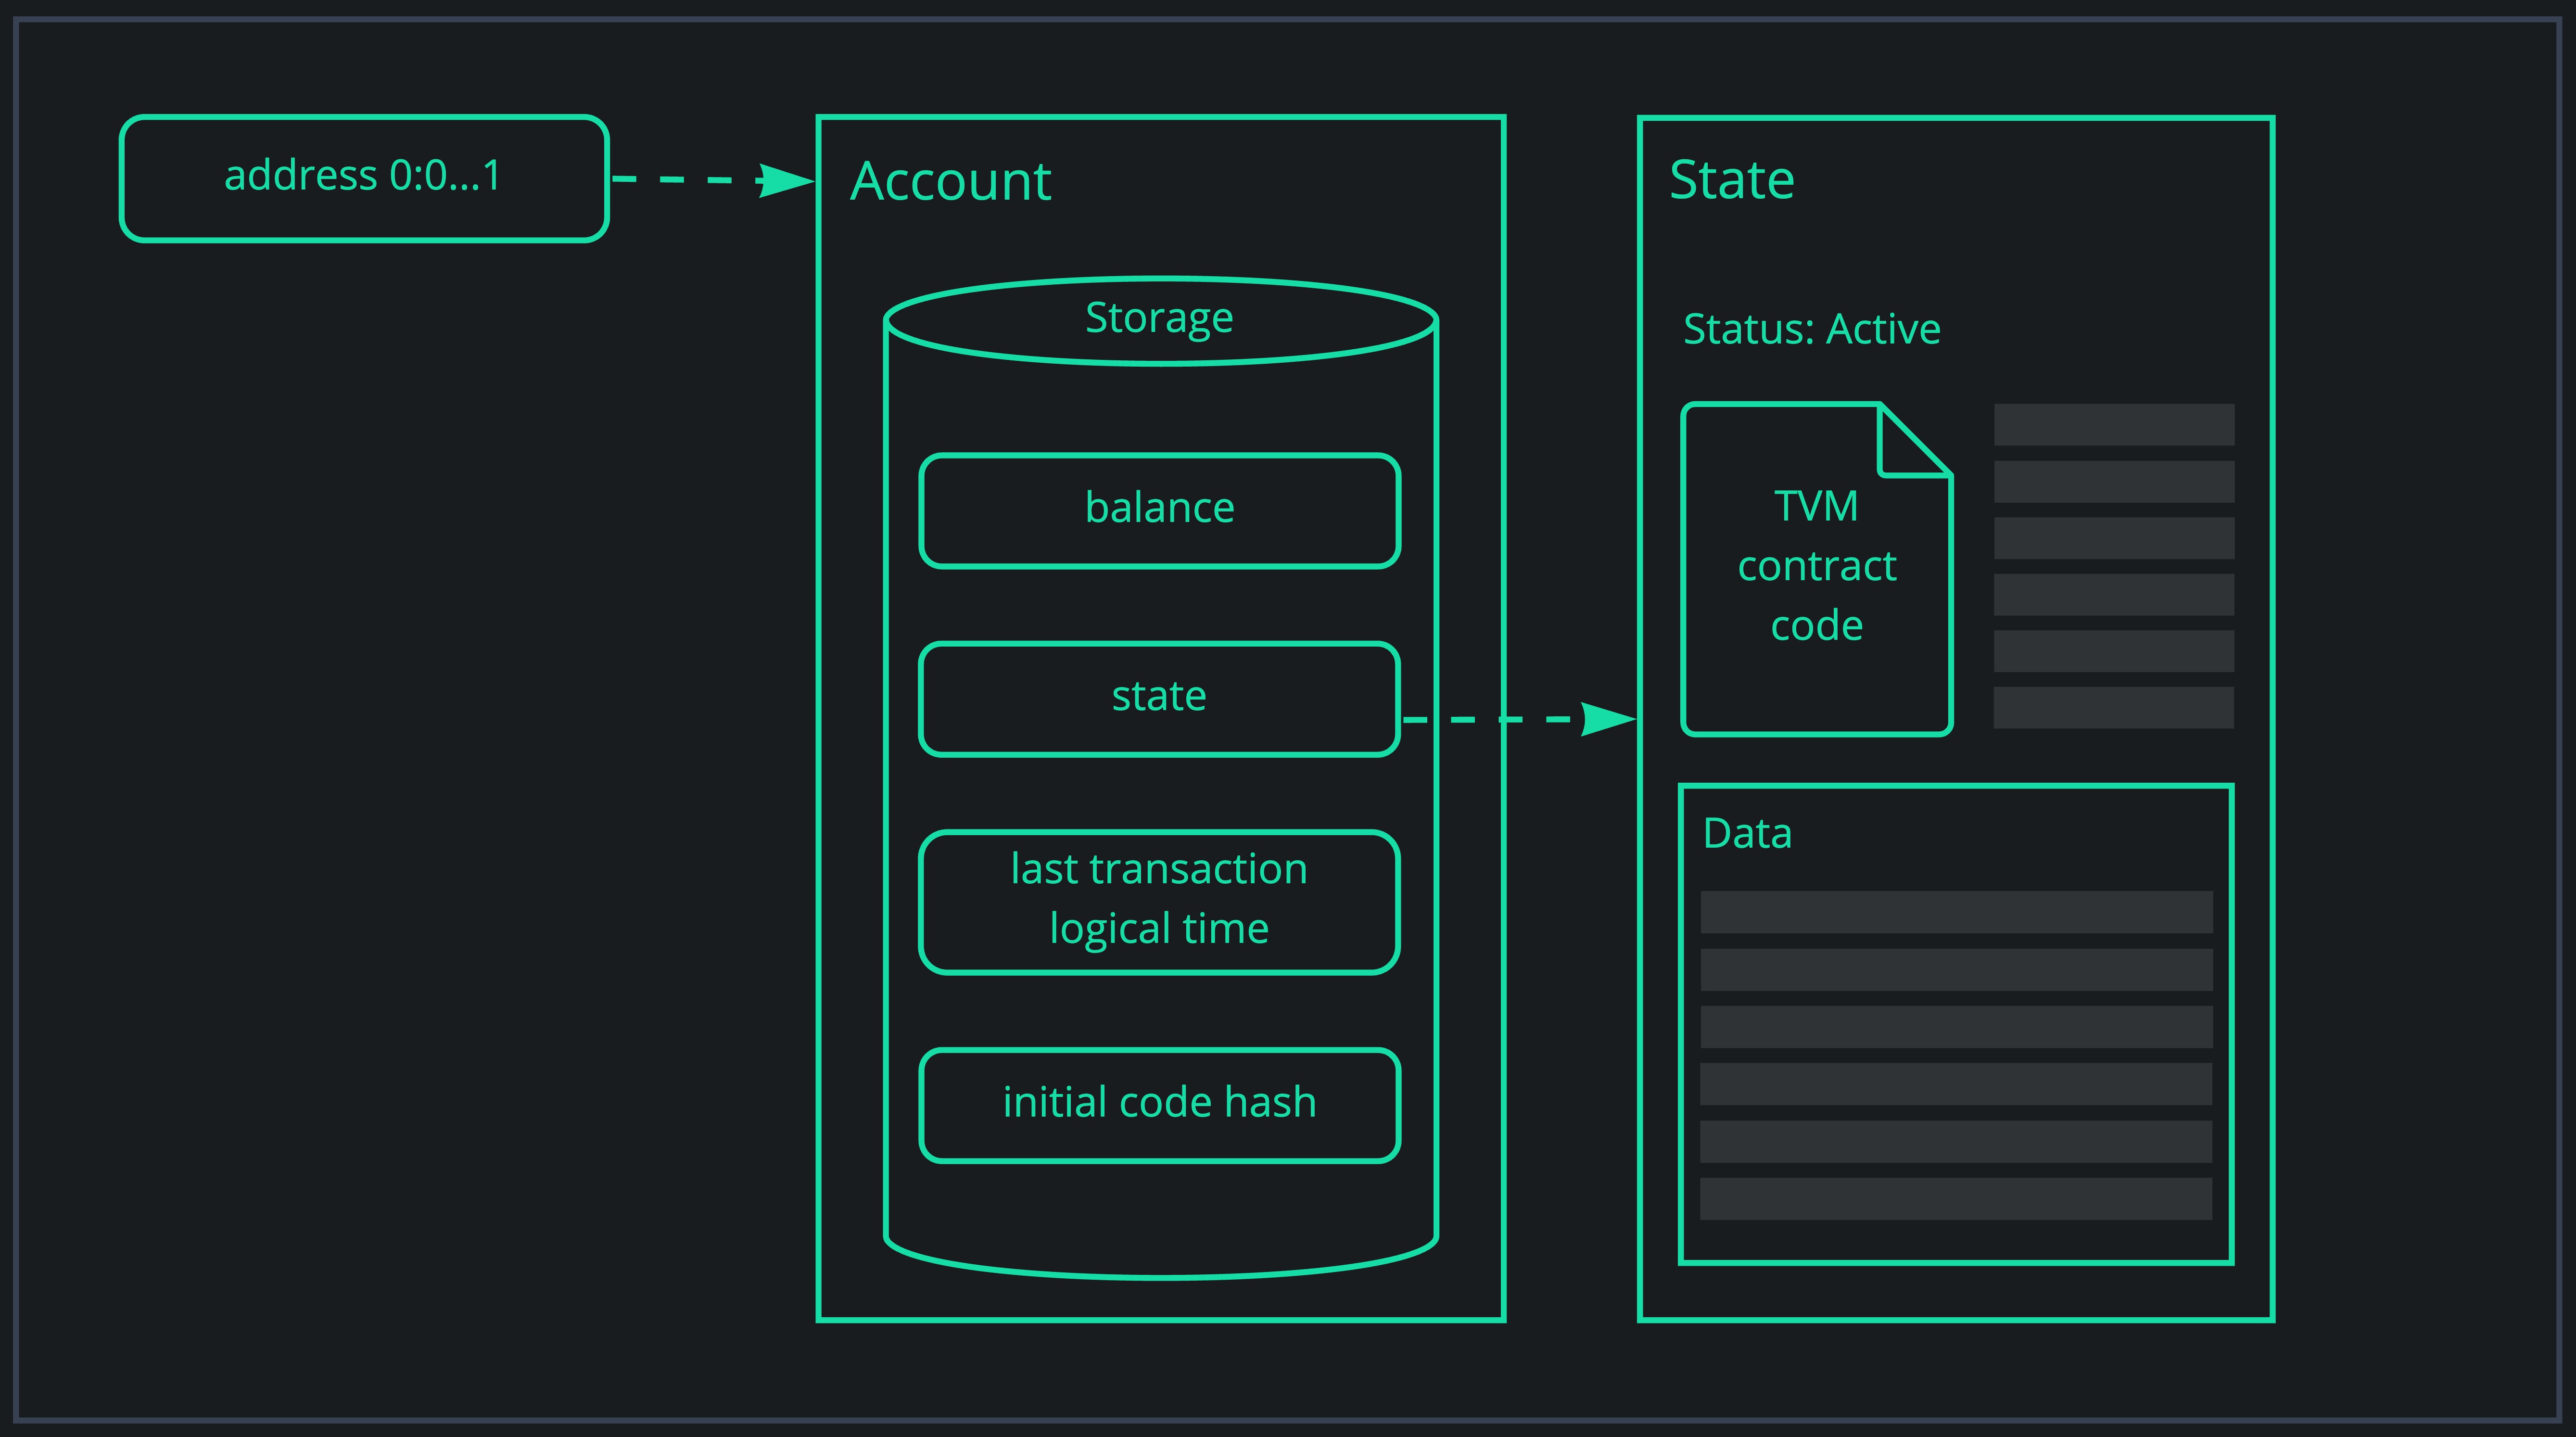 address 0:0...1
Account
Storage
balance
state
last transaction
logical time
initial code hash
State
Status: Active
TVM
contract
code
Data